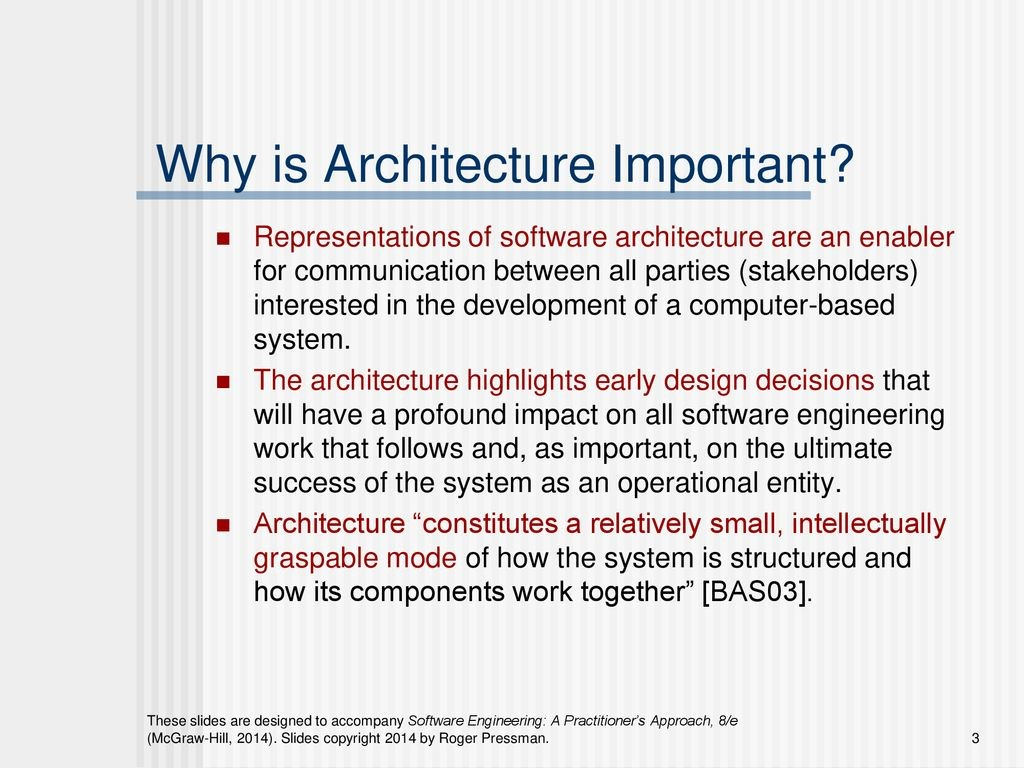 Why is Architecture Important?
Representations of software architecture are an enabler
for communication between all parties (stakeholders)
interested in the development of a computer-based
system.
The architecture highlights early design decisions that
will have a profound impact on all software engineering
work that follows and, as important, on the ultimate
success of the system as an operational entity.
Architecture “constitutes a relatively small, intellectually
graspable mode of how the system is structured and
how its components work together” [BAS03].
These slides are designed to accompany Software Engineering: A Practitioner’s Approach, 8/e
(McGraw-Hill, 2014). Slides copyright 2014 by Roger Pressman.
3